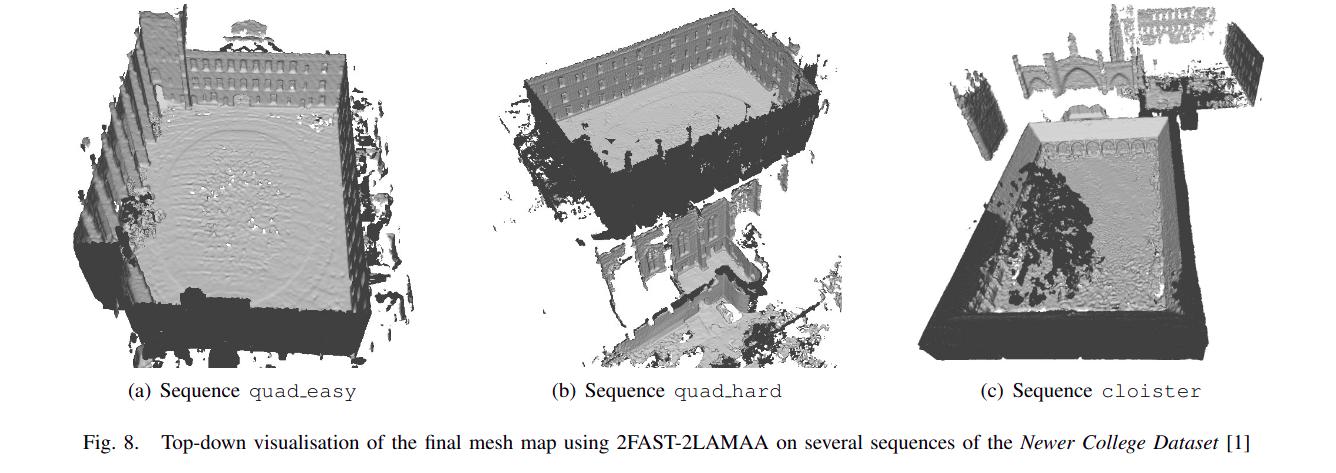 (a) Sequence quad_easy
(b) Sequence quad_hard
(c) Sequence cloister
Fig. 8. Top-down visualisation of the final mesh map using 2FAST-2LAMAA on several sequences of the Newer College Dataset [1]